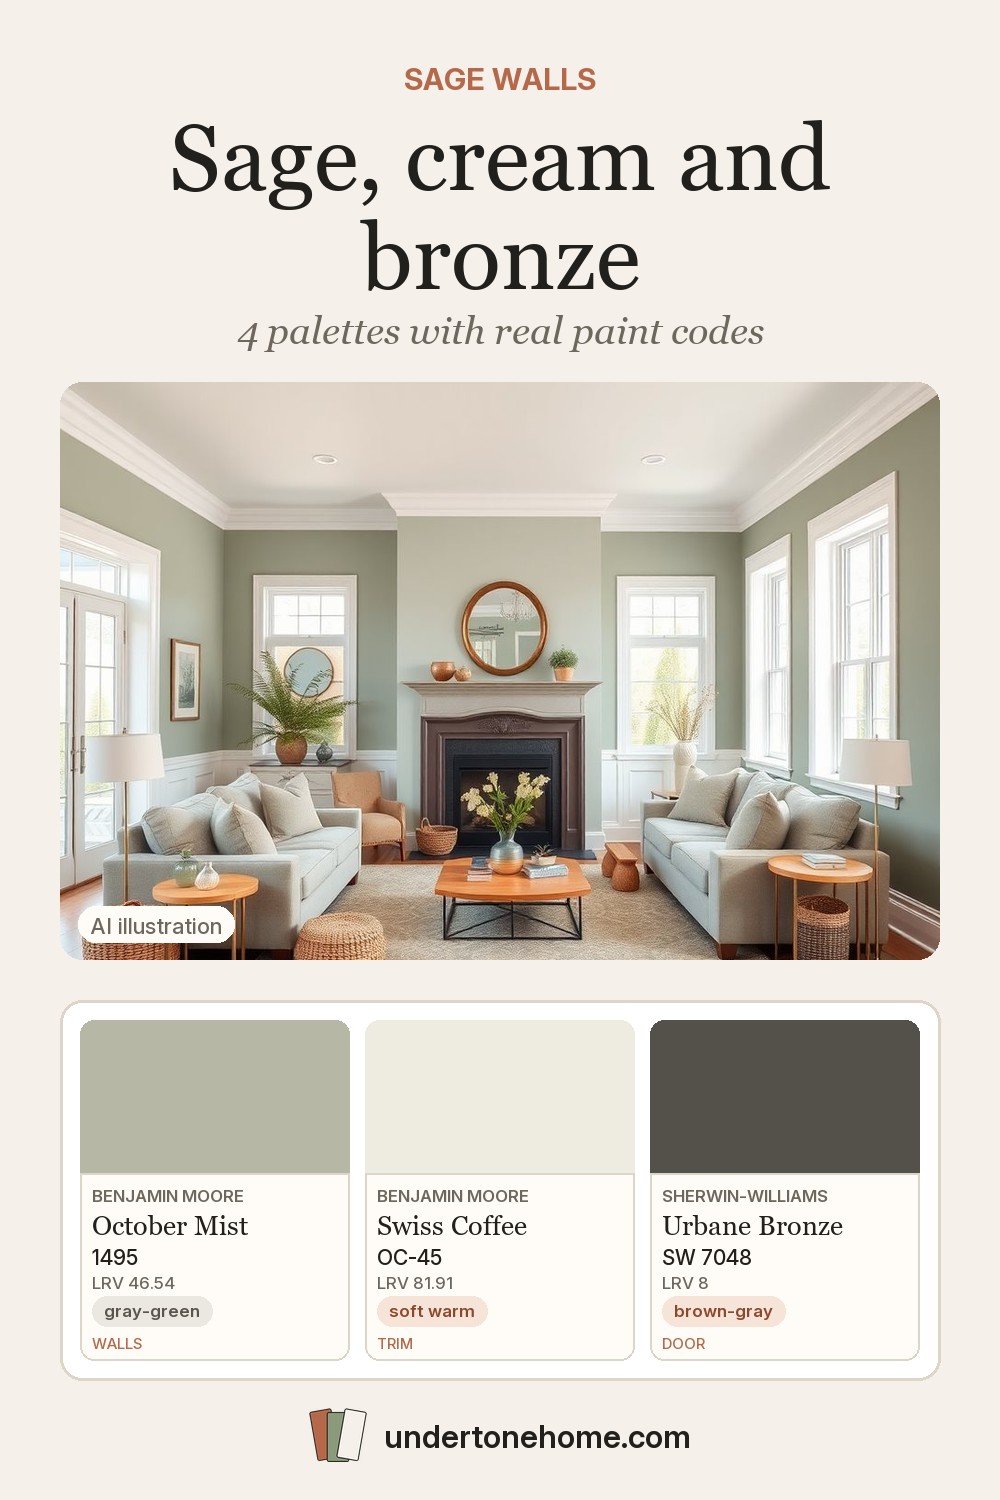 SAGE WALLS
Sage, cream and
bronze
4 palettes with real paint codes
AI illustration
BENJAMIN MOORE
October Mist
1495
LRV 46.54
gray-green
WALLS
BENJAMIN MOORE
Swiss Coffee
OC-45
LRV 81.91
soft warm
TRIM
SHERWIN-WILLIAMS
Urbane Bronze
SW 7048
LRV 8
brown-gray
DOOR
undertonehome.com